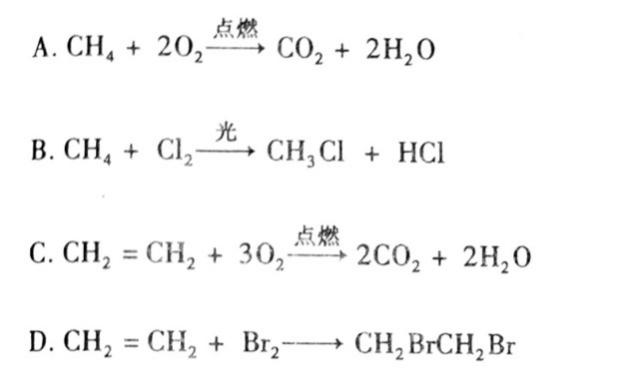 A. CH₄ + 2O₂ —点燃→ CO₂ + 2H₂O
B. CH₄ + Cl₂ —光→ CH₃Cl + HCl
C. CH₂ = CH₂ + 3O₂ —点燃→ 2CO₂ + 2H₂O
D. CH₂ = CH₂ + Br₂ ⟶ CH₂BrCH₂Br